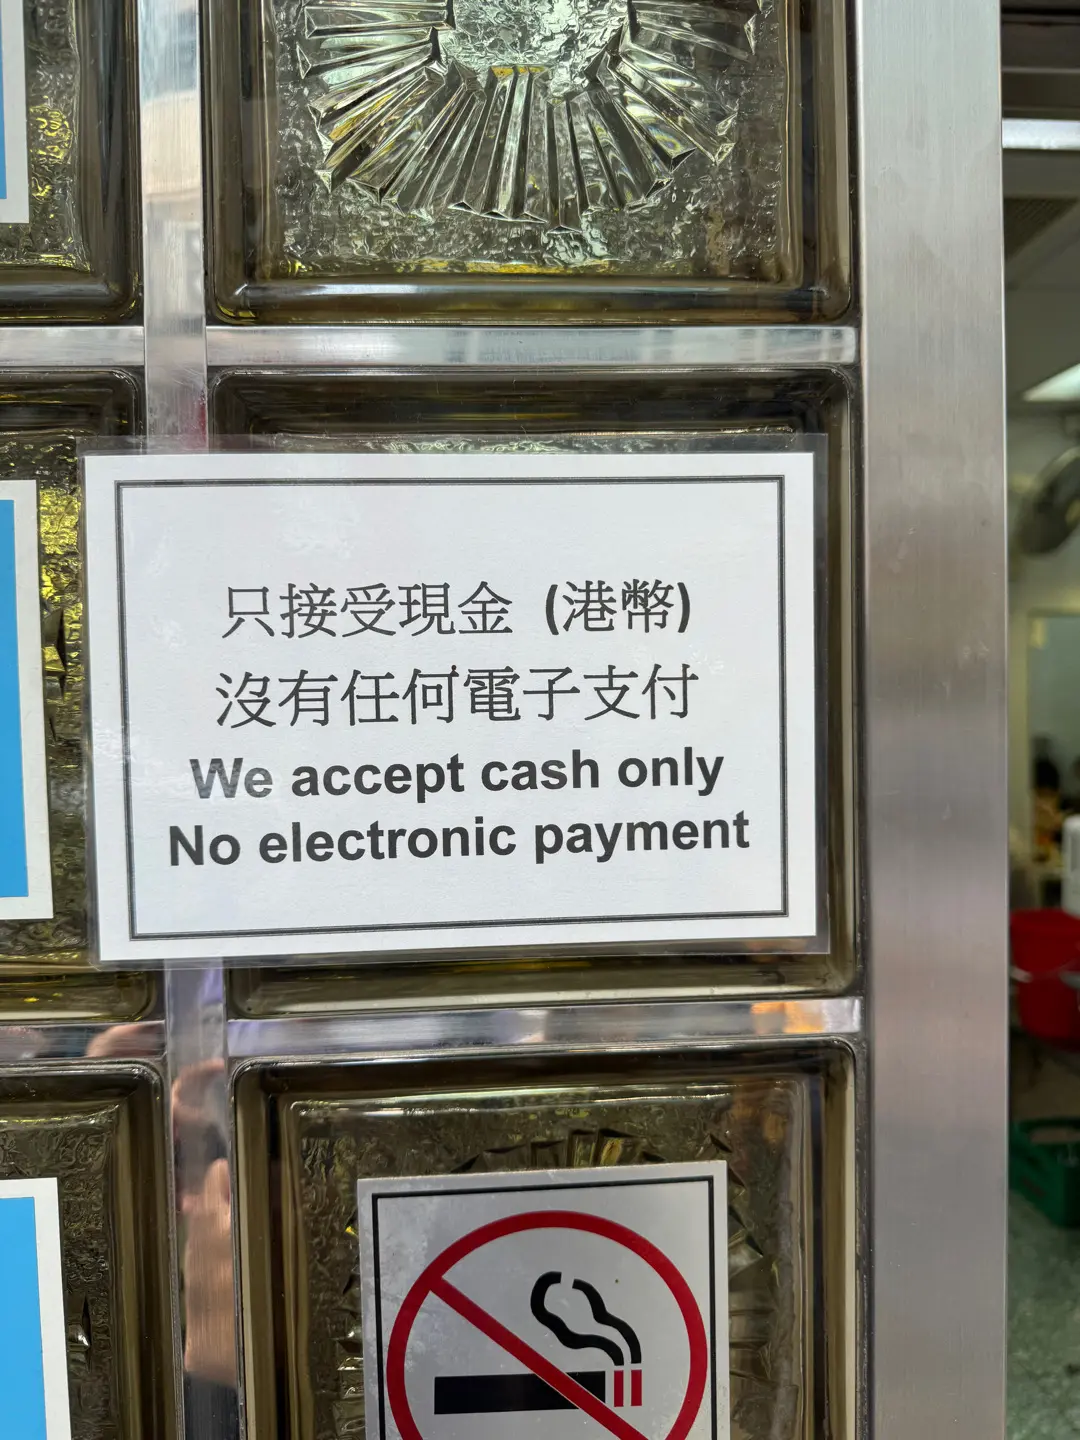 只接受現金 (港幣)
沒有任何電子支付
We accept cash only
No electronic payment